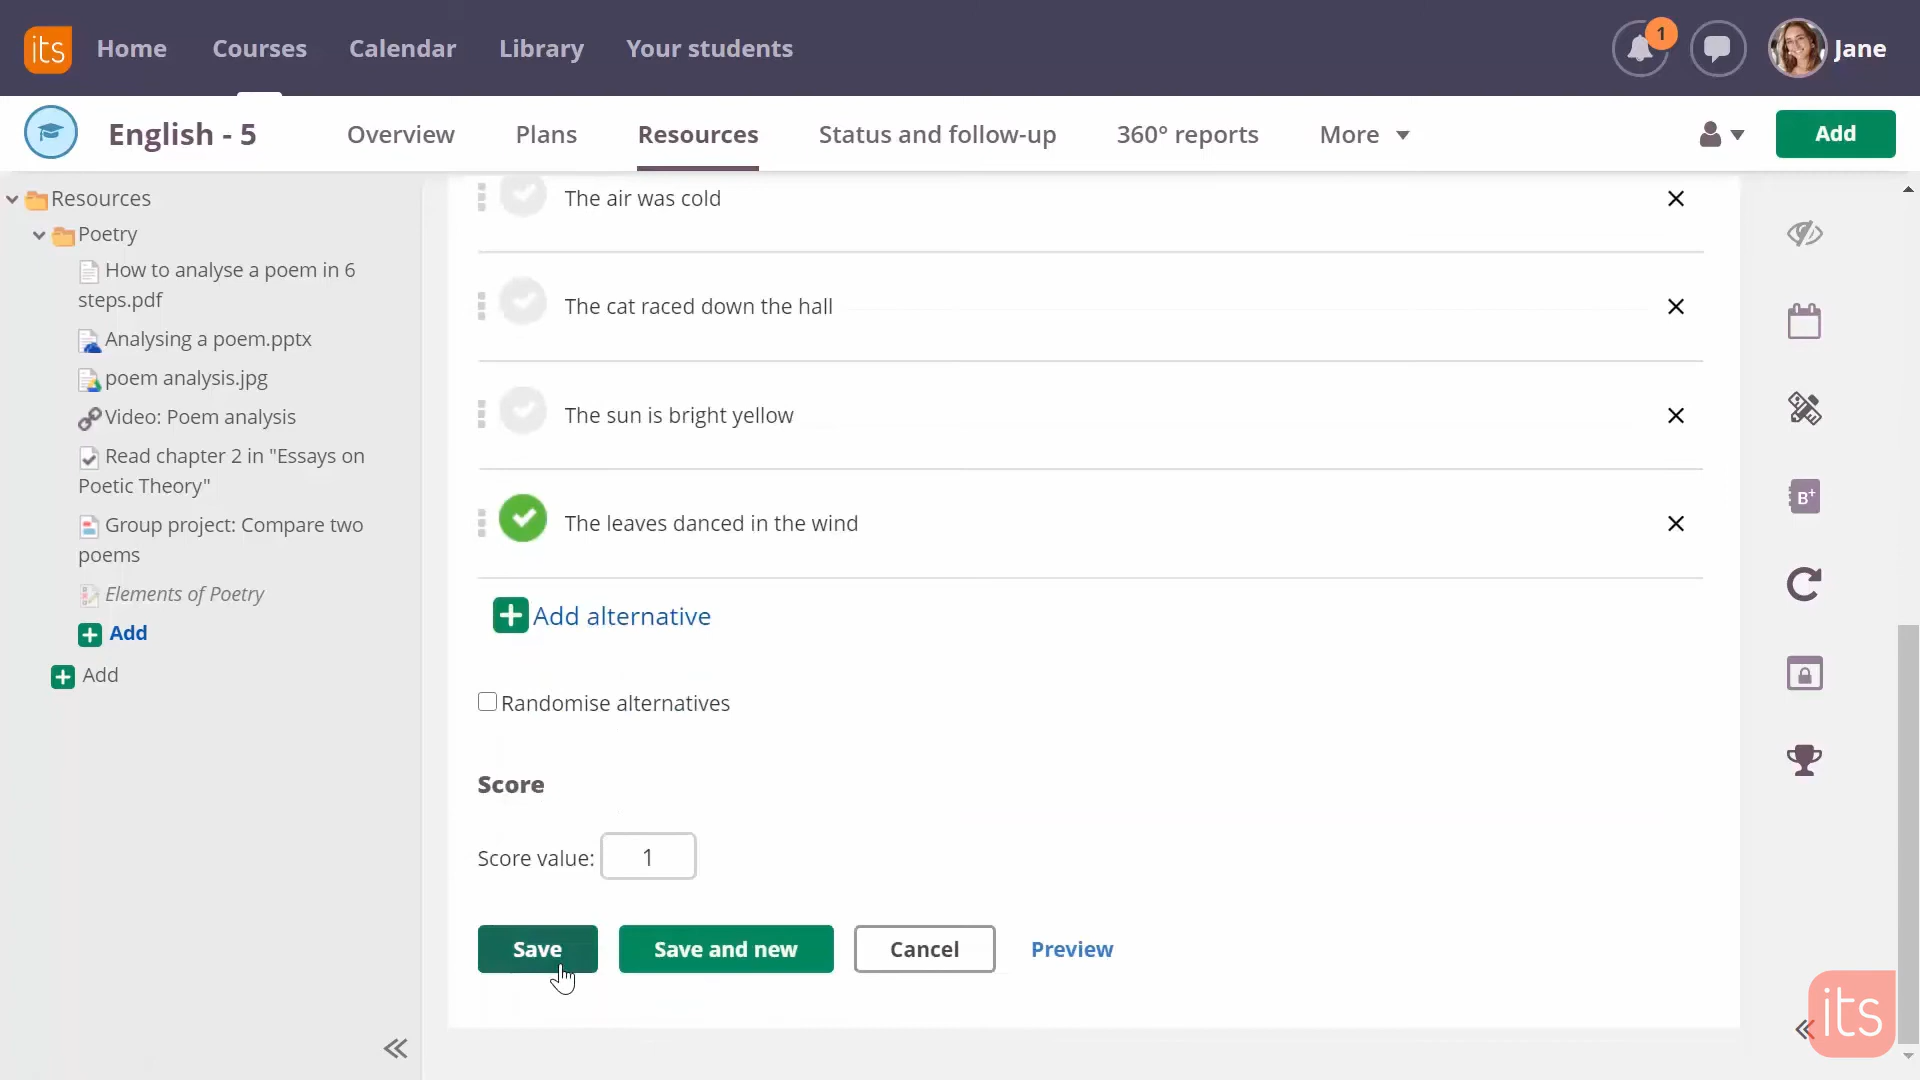 its
Home
Courses
Calendar
Library
Your students
1
Jane
English - 5
Overview
Plans
Resources
Status and follow-up
360° reports
More
Add
Resources
Poetry
How to analyse a poem in 6
steps.pdf
Analysing a poem.pptx
poem analysis.jpg
Video: Poem analysis
Read chapter 2 in "Essays on
Poetic Theory"
Group project: Compare two
poems
Elements of Poetry
Add
Add
The air was cold
The cat raced down the hall
The sun is bright yellow
The leaves danced in the wind
Add alternative
Randomise alternatives
Score
Score value: 1
Save
Save and new
Cancel
Preview
B+
its